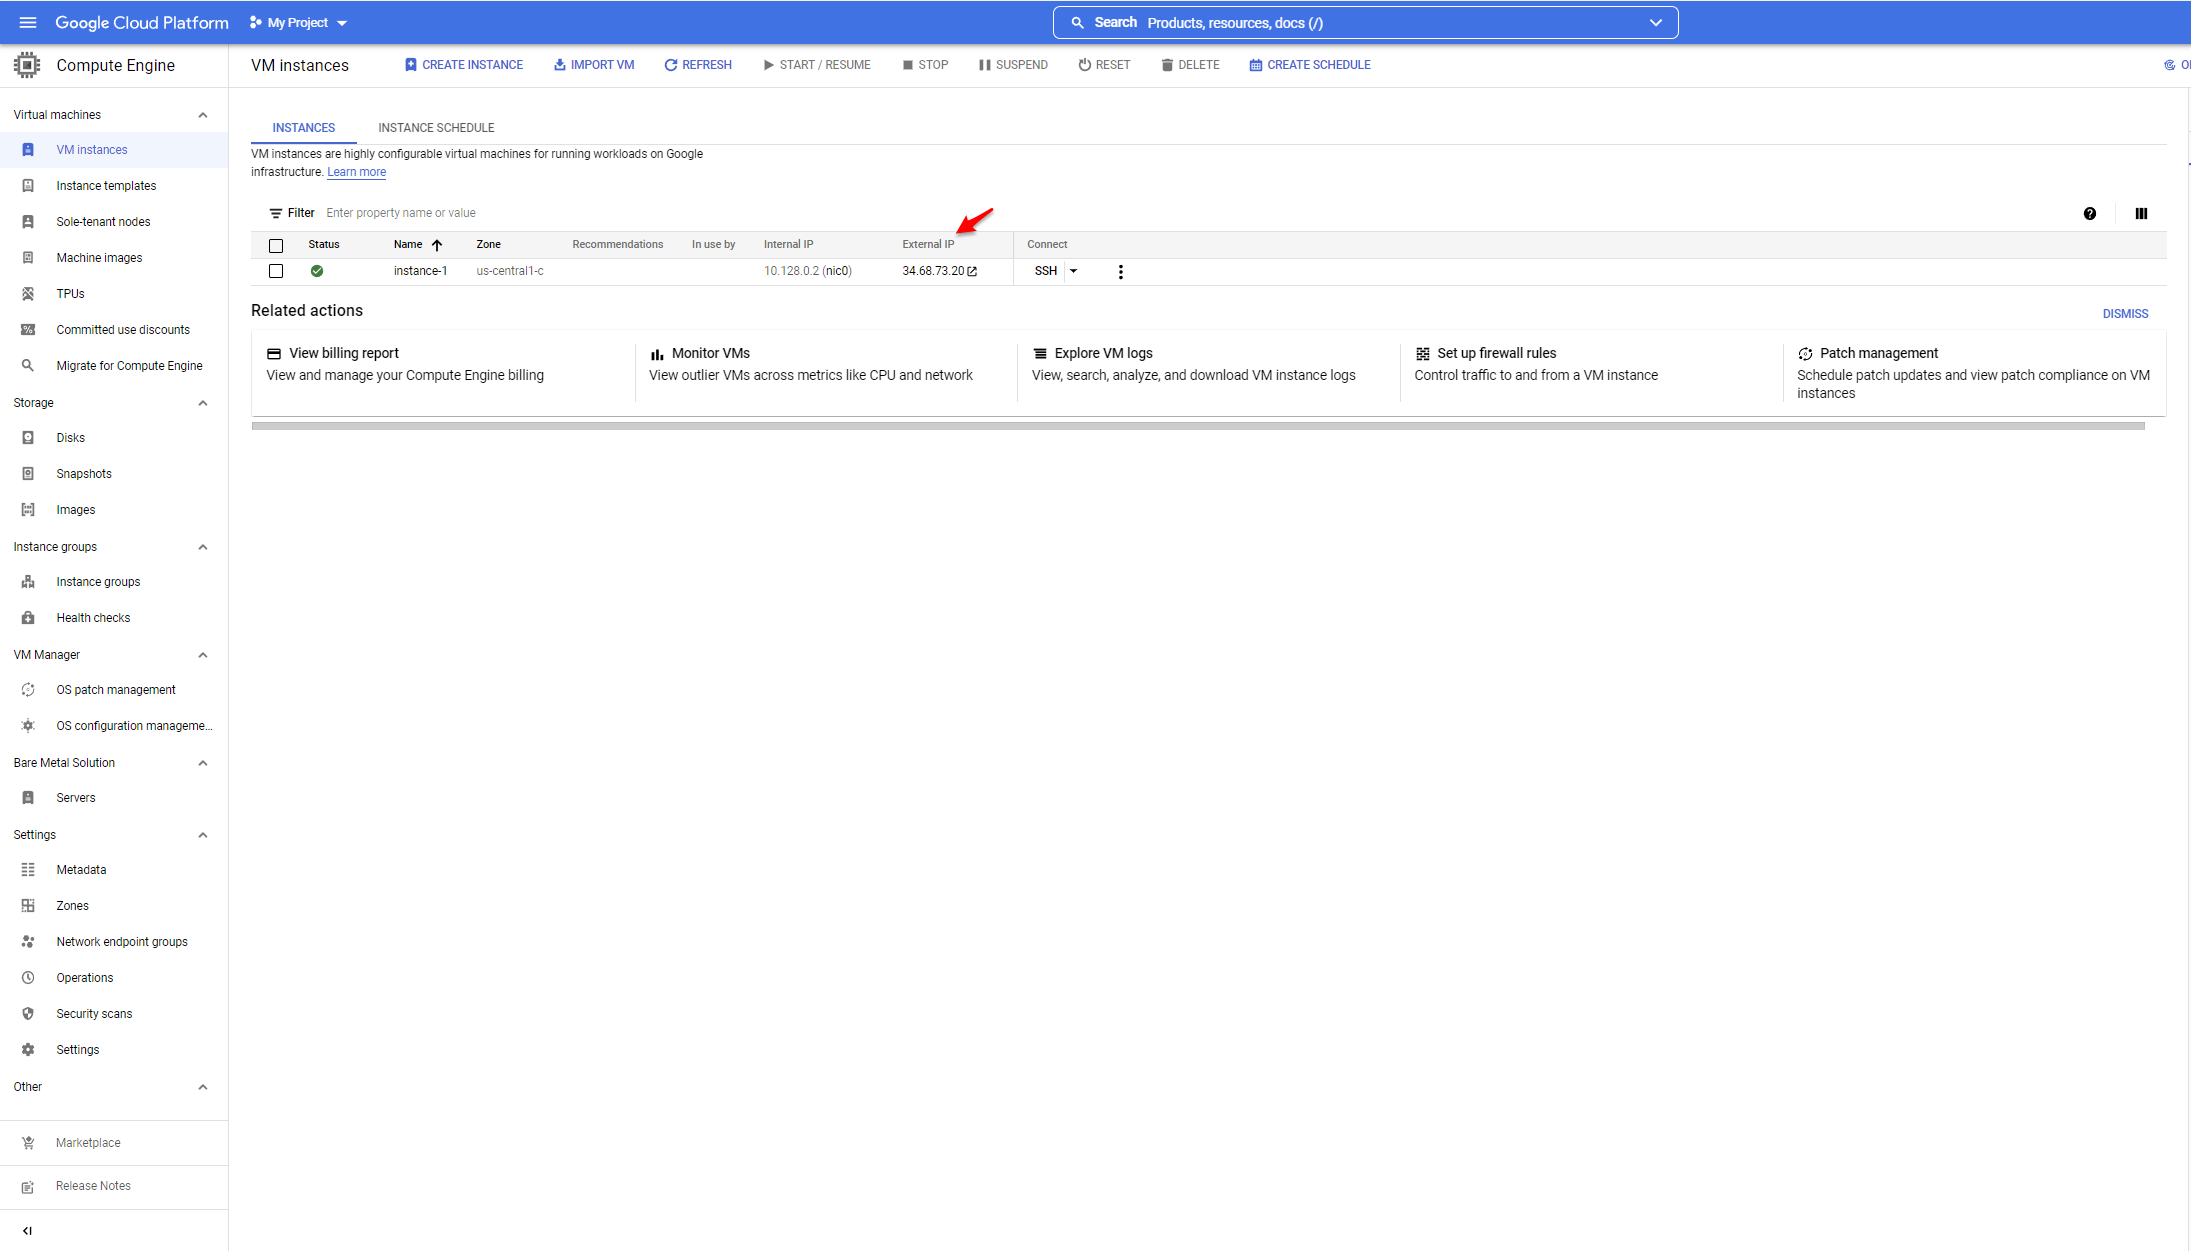 Google Cloud Platform
My Project
Search Products, resources, docs (/)
Compute Engine
VM instances
CREATE INSTANCE
IMPORT VM
REFRESH
START / RESUME
STOP
SUSPEND
RESET
DELETE
CREATE SCHEDULE
Virtual machines
VM instances
Instance templates
Sole-tenant nodes
Machine images
TPUs
Committed use discounts
Migrate for Compute Engine
Storage
Disks
Snapshots
Images
Instance groups
Instance groups
Health checks
VM Manager
OS patch management
OS configuration manageme...
Bare Metal Solution
Servers
Settings
Metadata
Zones
Network endpoint groups
Operations
Security scans
Settings
Other
Marketplace
Release Notes
INSTANCES
INSTANCE SCHEDULE
VM instances are highly configurable virtual machines for running workloads on Google
infrastructure. Learn more
Filter Enter property name or value
Status Name Zone Recommendations In use by Internal IP External IP Connect
instance-1 us-central1-c 10.128.0.2 (nic0) 34.68.73.20 SSH
Related actions
DISMISS
View billing report
View and manage your Compute Engine billing
Monitor VMs
View outlier VMs across metrics like CPU and network
Explore VM logs
View, search, analyze, and download VM instance logs
Set up firewall rules
Control traffic to and from a VM instance
Patch management
Schedule patch updates and view patch compliance on VM
instances